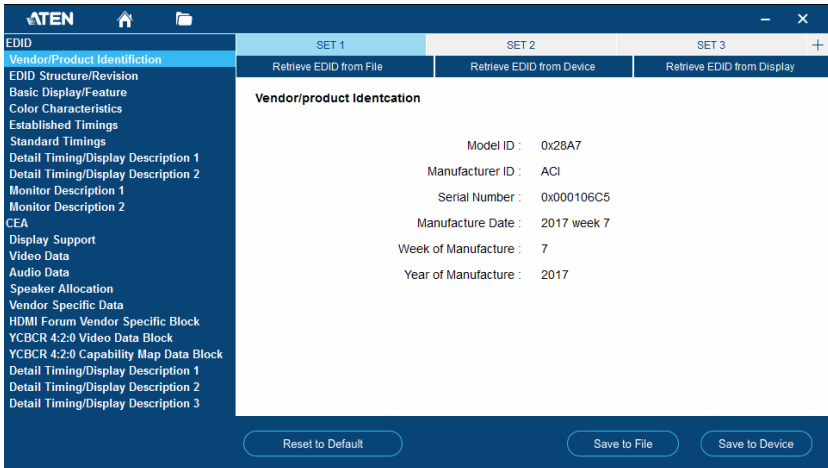 ATEN
EDID
Vendor/Product Identifiction
EDID Structure/Revision
Basic Display/Feature
Color Characteristics
Established Timings
Standard Timings
Detail Timing/Display Description 1
Detail Timing/Display Description 2
Monitor Description 1
Monitor Description 2
CEA
Display Support
Video Data
Audio Data
Speaker Allocation
Vendor Specific Data
HDMI Forum Vendor Specific Block
YCBCR 4:2:0 Video Data Block
YCBCR 4:2:0 Capability Map Data Block
Detail Timing/Display Description 1
Detail Timing/Display Description 2
Detail Timing/Display Description 3
SET 1 SET 2 SET 3 +
Retrieve EDID from File Retrieve EDID from Device Retrieve EDID from Display
Vendor/product Identcation
Model ID : 0x28A7
Manufacturer ID : ACI
Serial Number : 0x000106C5
Manufacture Date : 2017 week 7
Week of Manufacture : 7
Year of Manufacture : 2017
Reset to Default Save to File Save to Device